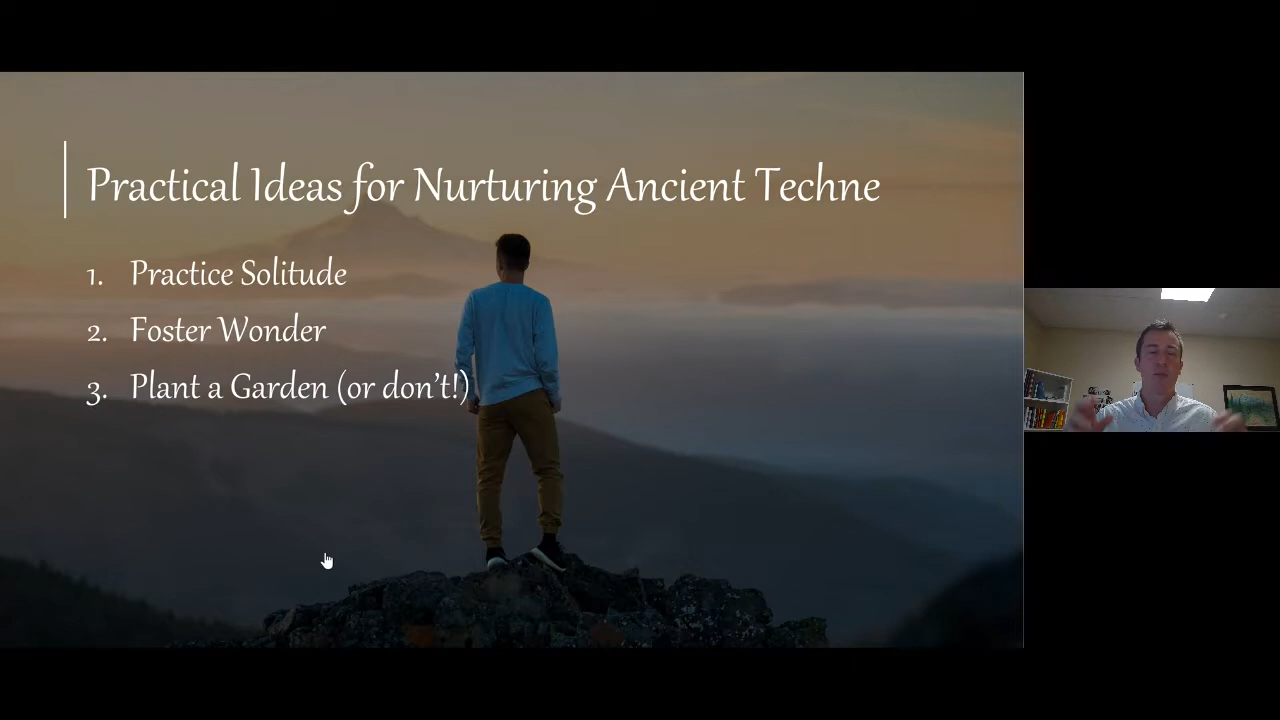 Practical Ideas for Nurturing Ancient Techne
1. Practice Solitude
2. Foster Wonder
3. Plant a Garden (or don't!)